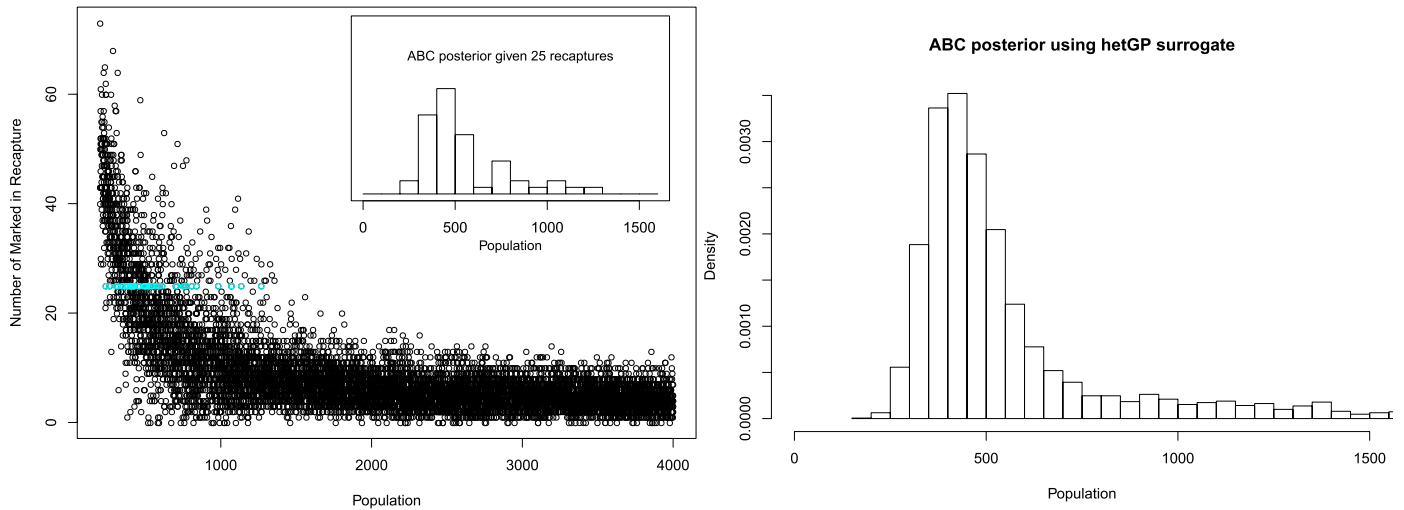 ABC posterior given 25 recaptures
0 500 1000 1500
Population
Number of Marked in Recapture
0 20 40 60
1000 2000 3000 4000
Population
ABC posterior using hetGP surrogate
Density
0.0000 0.0010 0.0020 0.0030
0 500 1000 1500
Population